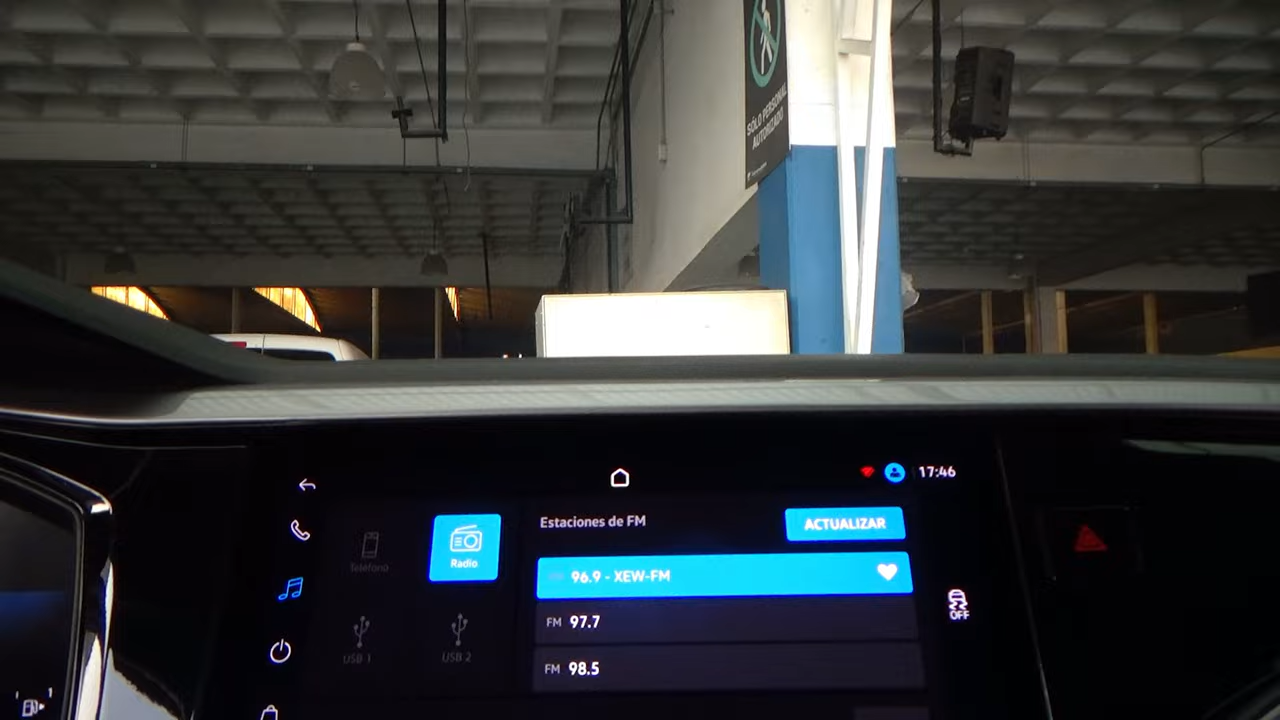 SÓLO PERSONAL
AUTORIZADO
17:46
Estaciones de FM
ACTUALIZAR
Teléfono
Radio
96.9 - XEW-FM
FM 97.7
USB 1
USB 2
FM 98.5
OFF
1